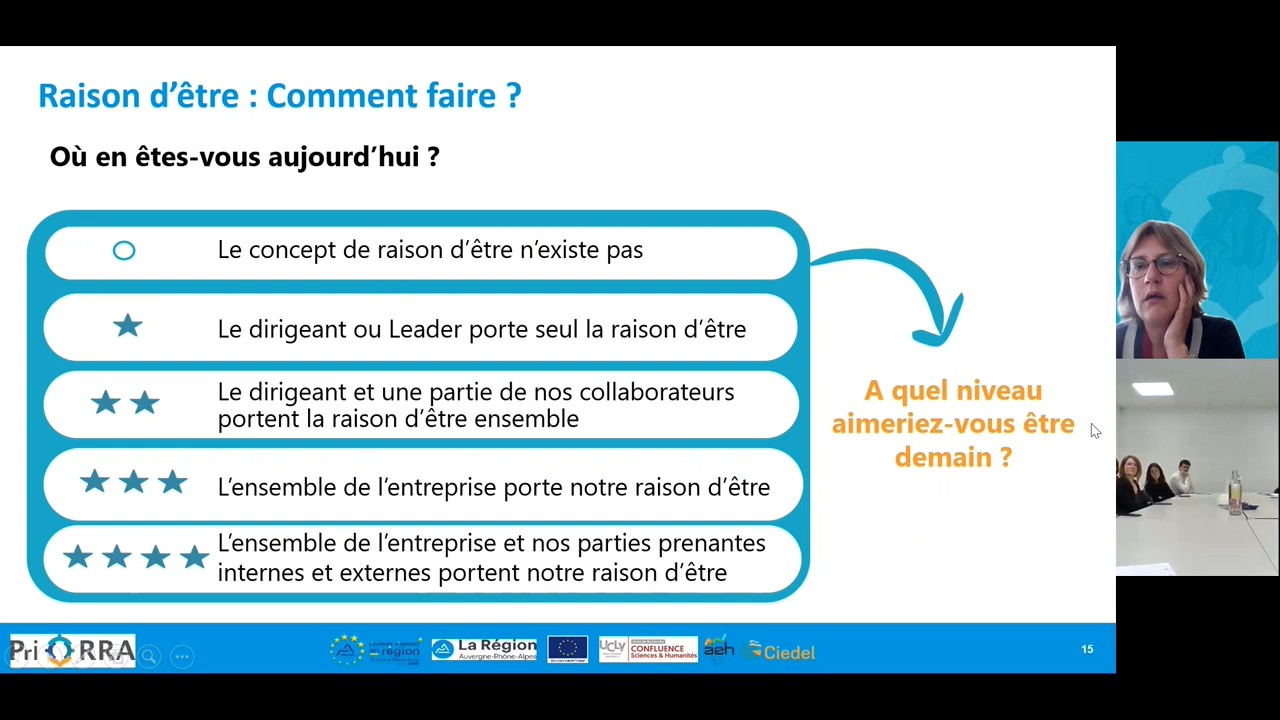 Raison d’être : Comment faire ?
Où en êtes-vous aujourd’hui ?
Le concept de raison d’être n’existe pas
Le dirigeant ou Leader porte seul la raison d’être
Le dirigeant et une partie de nos collaborateurs
portent la raison d’être ensemble
L’ensemble de l’entreprise porte notre raison d’être
L’ensemble de l’entreprise et nos parties prenantes
internes et externes portent notre raison d’être
A quel niveau
aimeriez-vous être
demain ?
Pri RRA
La Région
Auvergne-Rhône-Alpes
UCLy
CONFLUENCE
Sciences & Humanités
aeh
Ciedel
15